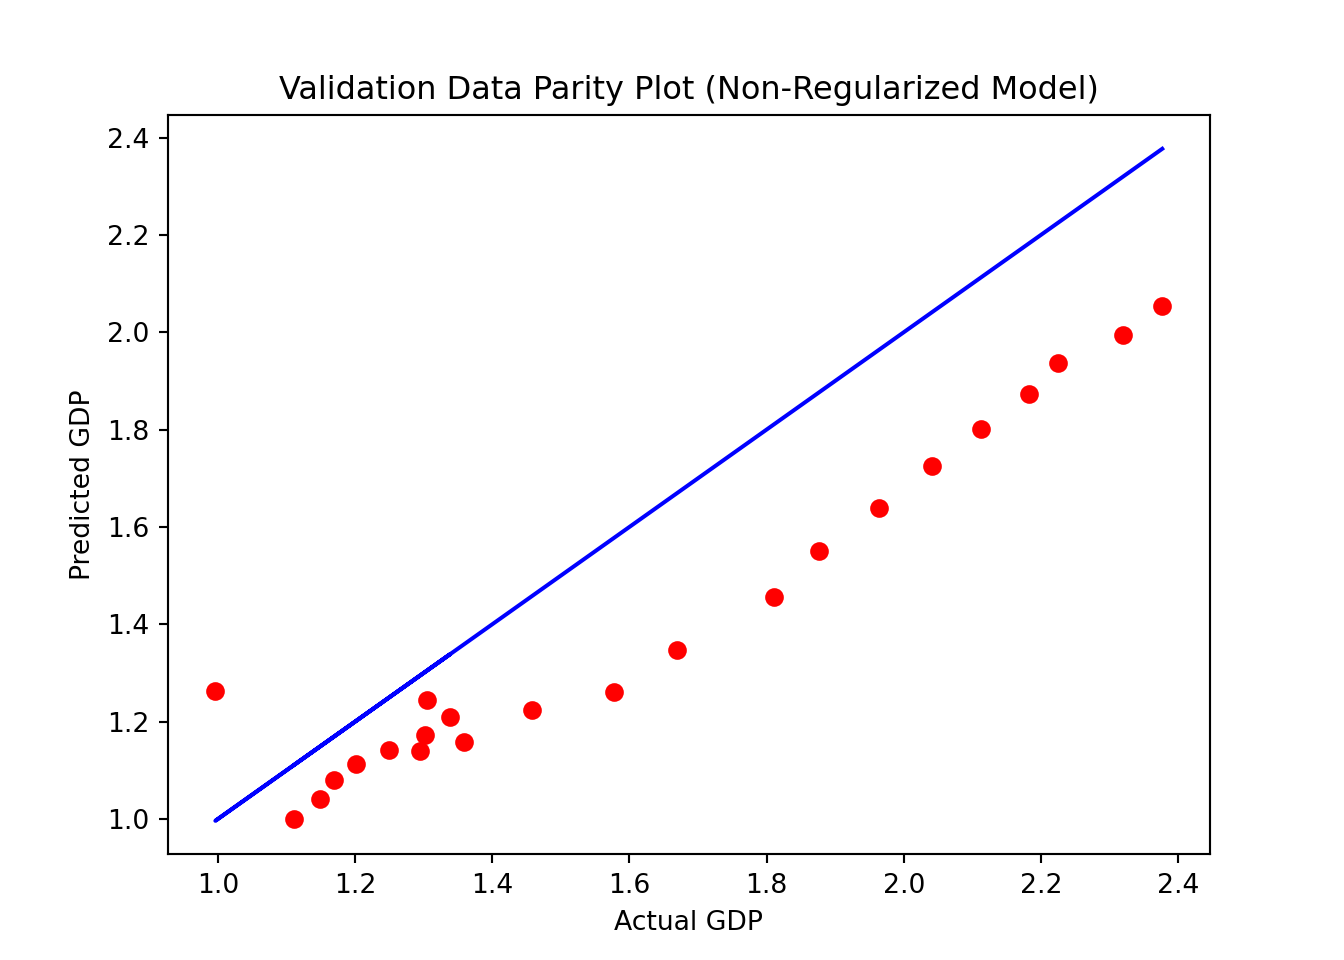 Validation Data Parity Plot (Non-Regularized Model)
2.4
2.2
2.0
1.8
1.6
1.4
1.2
1.0
Predicted GDP
1.0 1.2 1.4 1.6 1.8 2.0 2.2 2.4
Actual GDP